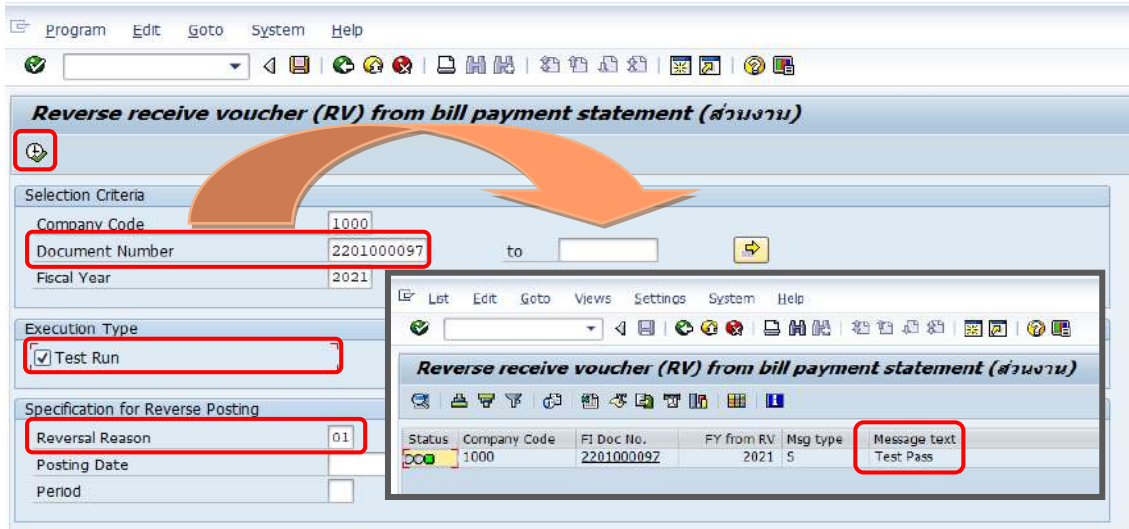 Program Edit Goto System Help
Reverse receive voucher (RV) from bill payment statement (ส่วนงาน)
Selection Criteria
Company Code 1000
Document Number 2201000097 to
Fiscal Year 2021
Execution Type
Test Run
Specification for Reverse Posting
Reversal Reason 01
Posting Date
Period
List Edit Goto Views Settings System Help
Reverse receive voucher (RV) from bill payment statement (ส่วนงาน)
Status Company Code FI Doc No. FY from RV Msg type Message text
1000 2201000097 2021 S Test Pass